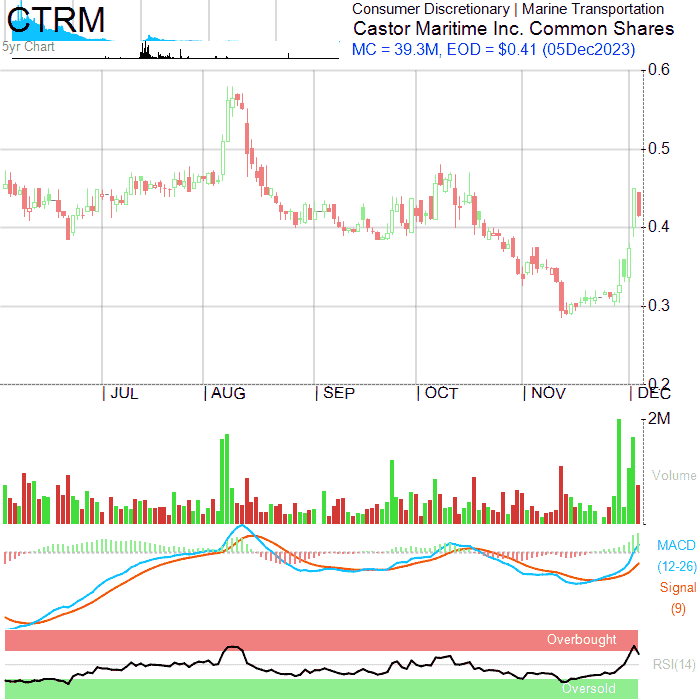 CTRM
Consumer Discretionary | Marine Transportation
Castor Maritime Inc. Common Shares
MC = 39.3M, EOD = $0.41 (05Dec2023)
5yr Chart
0.6
0.5
0.4
0.3
0.2
JUL AUG SEP OCT NOV DEC
2M
Volume
MACD
(12-26)
Signal
(9)
Overbought
RSI(14)
Oversold